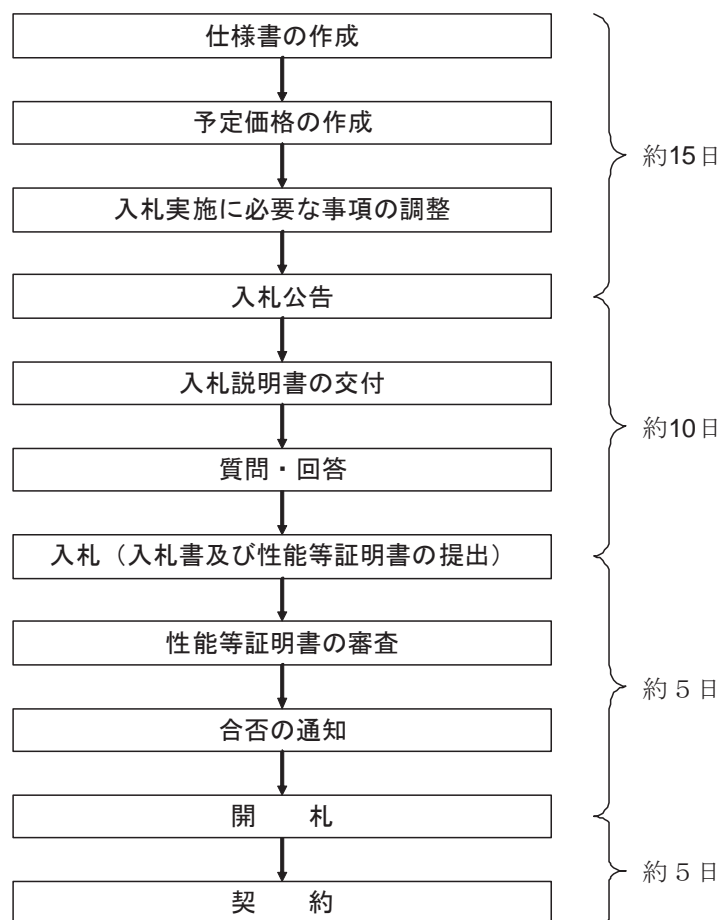 仕様書の作成
予定価格の作成
約15日
入札実施に必要な事項の調整
入札公告
入札説明書の交付
約10日
質問・回答
入札（入札書及び性能等証明書の提出）
性能等証明書の審査
約５日
合否の通知
開　　札
約５日
契　　約